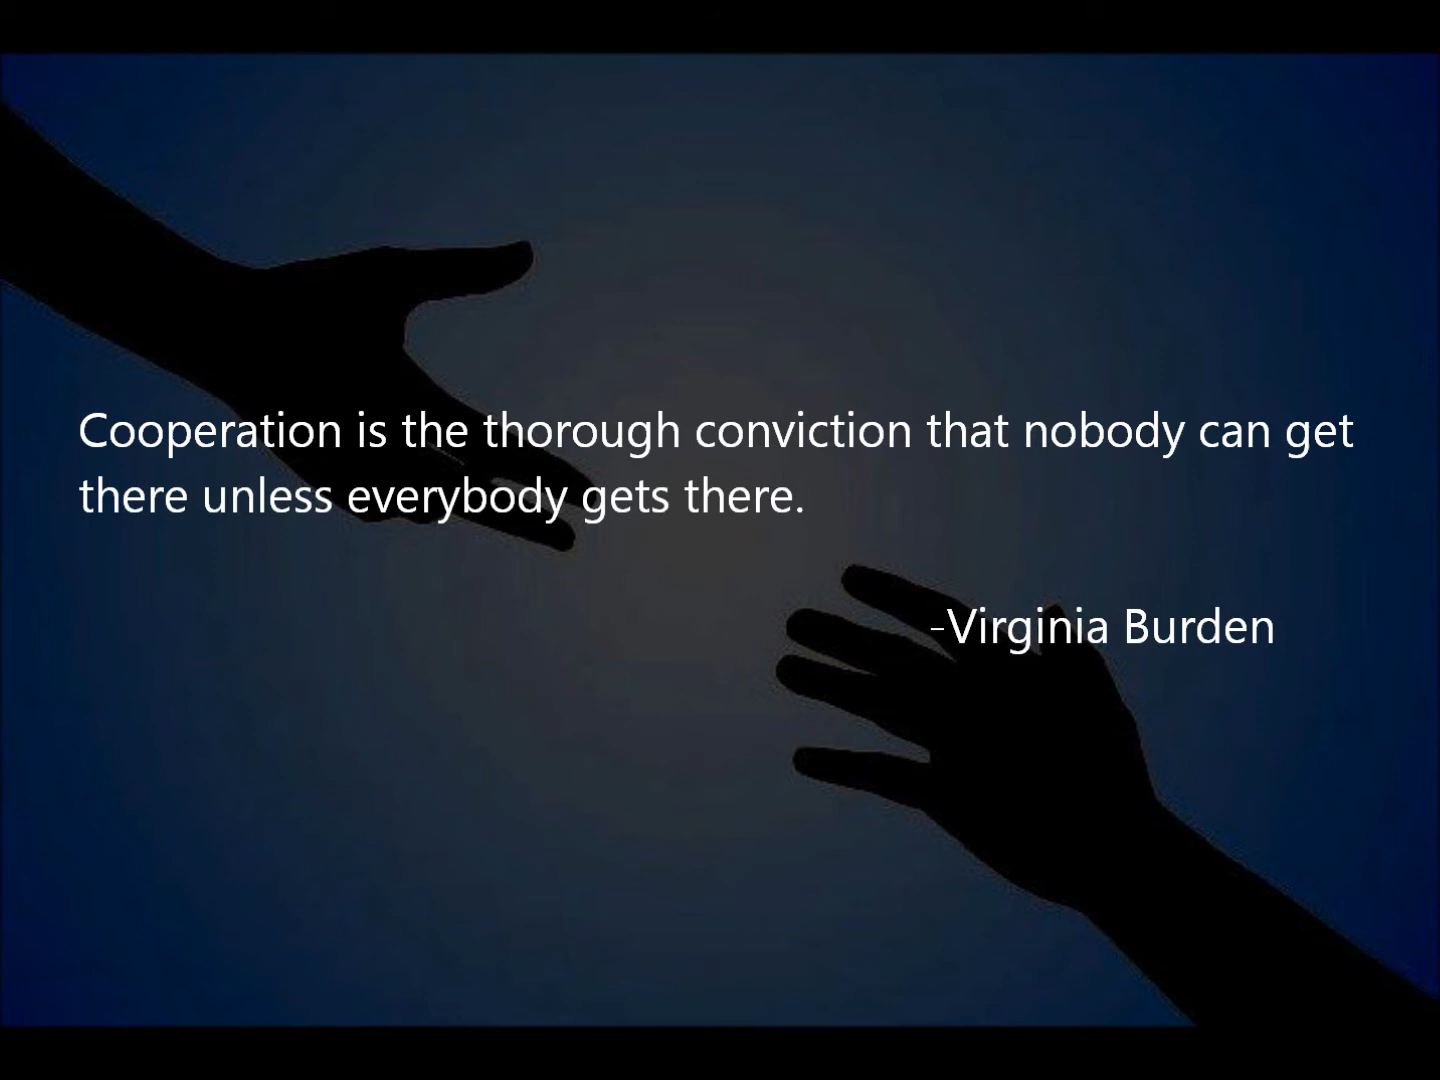 Cooperation is the thorough conviction that nobody can get
there unless everybody gets there.
-Virginia Burden